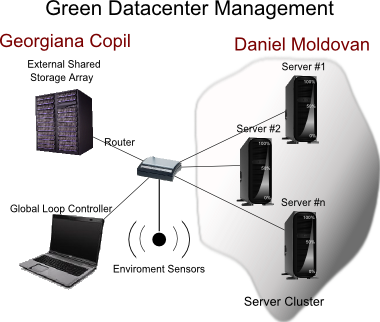 Green Datacenter Management
Georgiana Copil
Daniel Moldovan
External Shared
Storage Array
Server #1
100%
50%
0%
Router
Server #2
100%
50%
0%
Global Loop Controller
Server #n
100%
50%
0%
Enviroment Sensors
Server Cluster